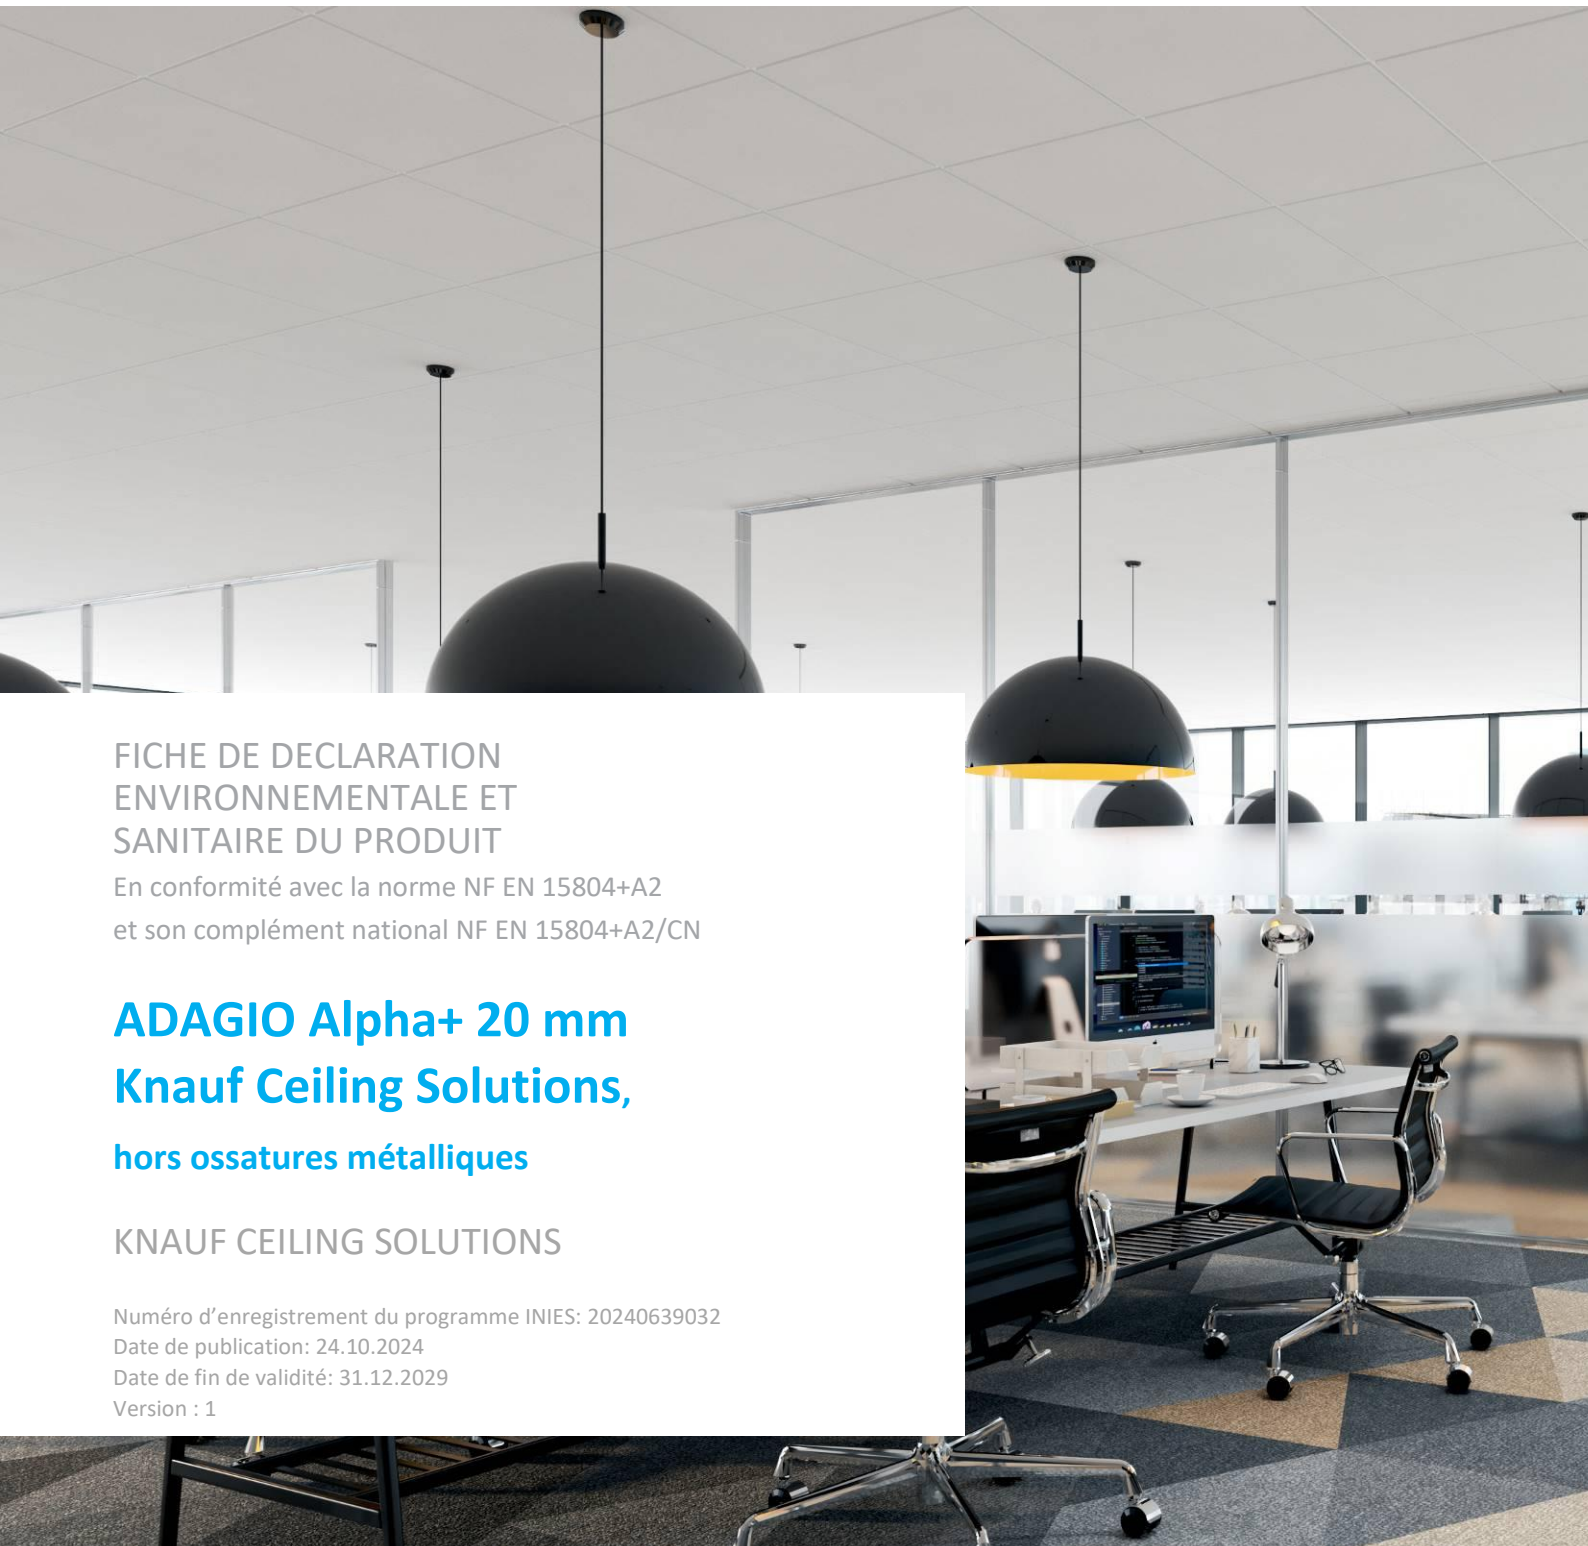 FICHE DE DECLARATION
ENVIRONNEMENTALE ET
SANITAIRE DU PRODUIT
En conformité avec la norme NF EN 15804+A2
et son complément national NF EN 15804+A2/CN
ADAGIO Alpha+ 20 mm
Knauf Ceiling Solutions,
hors ossatures métalliques
KNAUF CEILING SOLUTIONS
Numéro d’enregistrement du programme INIES: 20240639032
Date de publication: 24.10.2024
Date de fin de validité: 31.12.2029
Version : 1